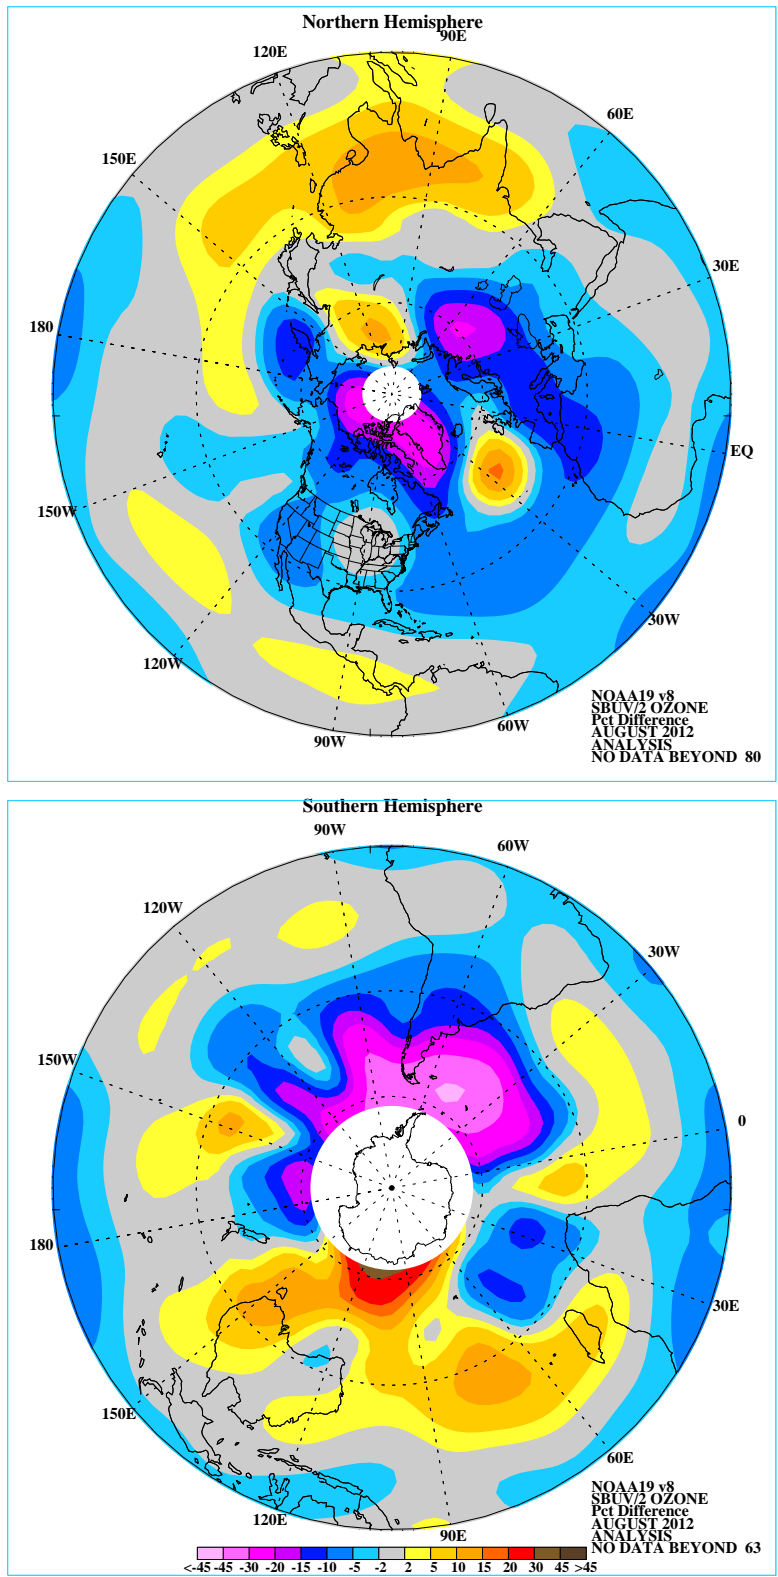 Northern Hemisphere
90E
120E
60E
150E
30E
180
EQ
150W
30W
120W
60W
90W
NOAA19 v8
SBUV/2 OZONE
Pct Difference
AUGUST 2012
ANALYSIS
NO DATA BEYOND 80
Southern Hemisphere
90W
60W
120W
30W
150W
0
180
30E
150E
60E
120E
90E
NOAA19 v8
SBUV/2 OZONE
Pct Difference
AUGUST 2012
ANALYSIS
NO DATA BEYOND 63
<-45 -45 -30 -20 -15 -10 -5 -2 2 5 10 15 20 30 45 >45